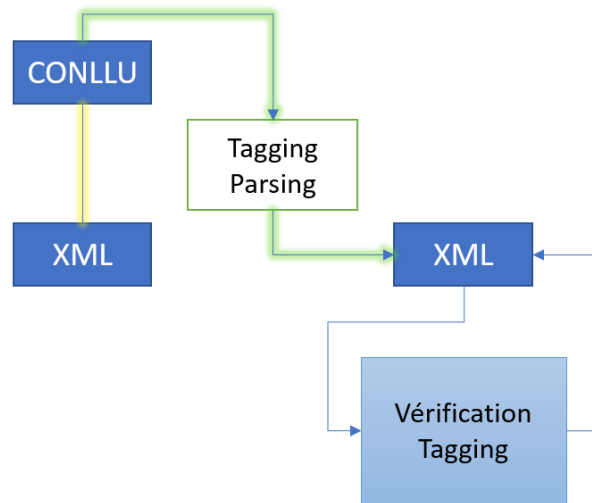 CONLLU
Tagging
Parsing
XML
XML
Vérification
Tagging